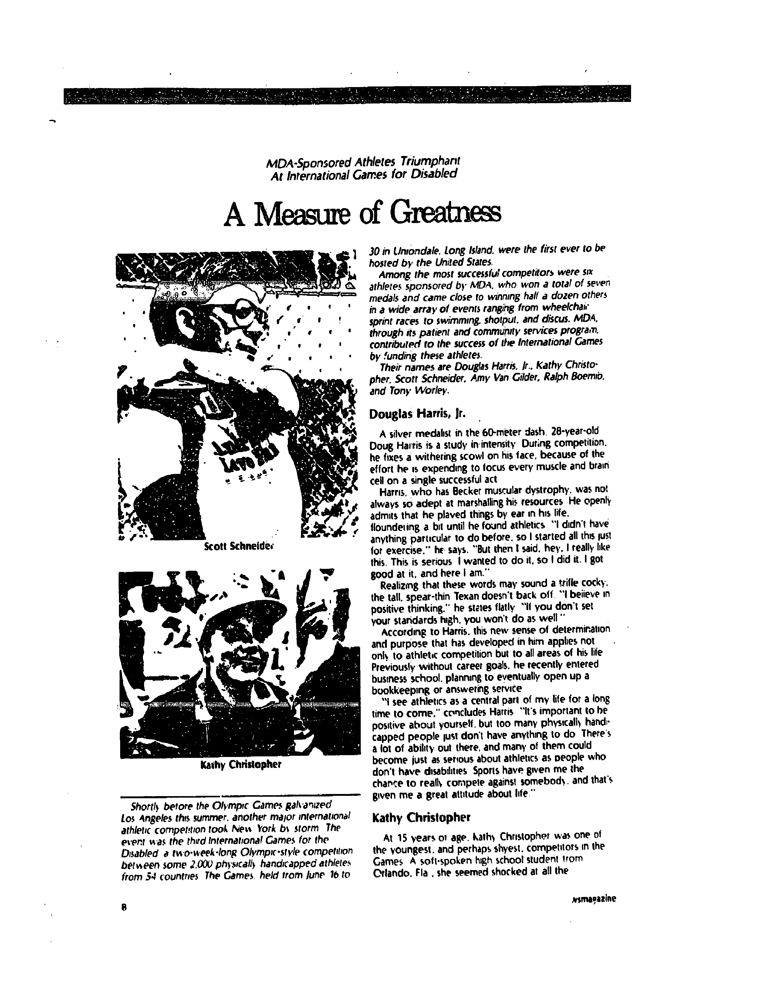 MDA-Sponsored Athletes Triumphant
At International Games for Disabled
A Measure of Greatness
Scott Schneider
Kathy Christopher
Shortly before the Olympic Games galvanized
Los Angeles this summer, another major international
athletic competition took New York by storm The
event was the third International Games for the
Disabled a two-week-long Olympic-style competition
between some 2,000 physically handicapped athletes
from 54 countries The Games, held from June 16 to
30 in Uniondale, Long Island, were the first ever to be
hosted by the United States.
Among the most successful competitors were six
athletes sponsored by MDA, who won a total of seven
medals and came close to winning half a dozen others
in a wide array of events ranging from wheelchair
sprint races to swimming, shotput, and discus. MDA,
through its patient and community services program,
contributed to the success of the International Games
by funding these athletes.
Their names are Douglas Harris, Jr., Kathy Christo-
pher, Scott Schneider, Amy Van Gilder, Ralph Boemio,
and Tony Worley.
Douglas Harris, Jr.
A silver medalist in the 60-meter dash, 28-year-old
Doug Harris is a study in intensity During competition,
he fixes a withering scowl on his face, because of the
effort he is expending to focus every muscle and brain
cell on a single successful act
Harris, who has Becker muscular dystrophy, was not
always so adept at marshalling his resources He openly
admits that he played things by ear in his life,
floundering a bit until he found athletics "I didn't have
anything particular to do before, so I started all this just
for exercise," he says. "But then I said, hey, I really like
this. This is serious I wanted to do it, so I did it. I got
good at it, and here I am."
Realizing that these words may sound a trifle cocky,
the tall, spear-thin Texan doesn't back off. "I believe in
positive thinking," he states flatly "If you don't set
your standards high, you won't do as well"
According to Harris, this new sense of determination
and purpose that has developed in him applies not
only to athletic competition but to all areas of his life
Previously without career goals, he recently entered
business school, planning to eventually open up a
bookkeeping or answering service
"I see athletics as a central part of my life for a long
time to come," concludes Harris "It's important to be
positive about yourself, but too many physically handi-
capped people just don't have anything to do There's
a lot of ability out there, and many of them could
become just as serious about athletics as people who
don't have disabilities Sports have given me the
chance to really compete against somebody, and that's
given me a great attitude about life."
Kathy Christopher
At 15 years of age, Kathy Christopher was one of
the youngest, and perhaps shyest, competitors in the
Games A soft-spoken high school student from
Orlando, Fla, she seemed shocked at all the
8
magazine